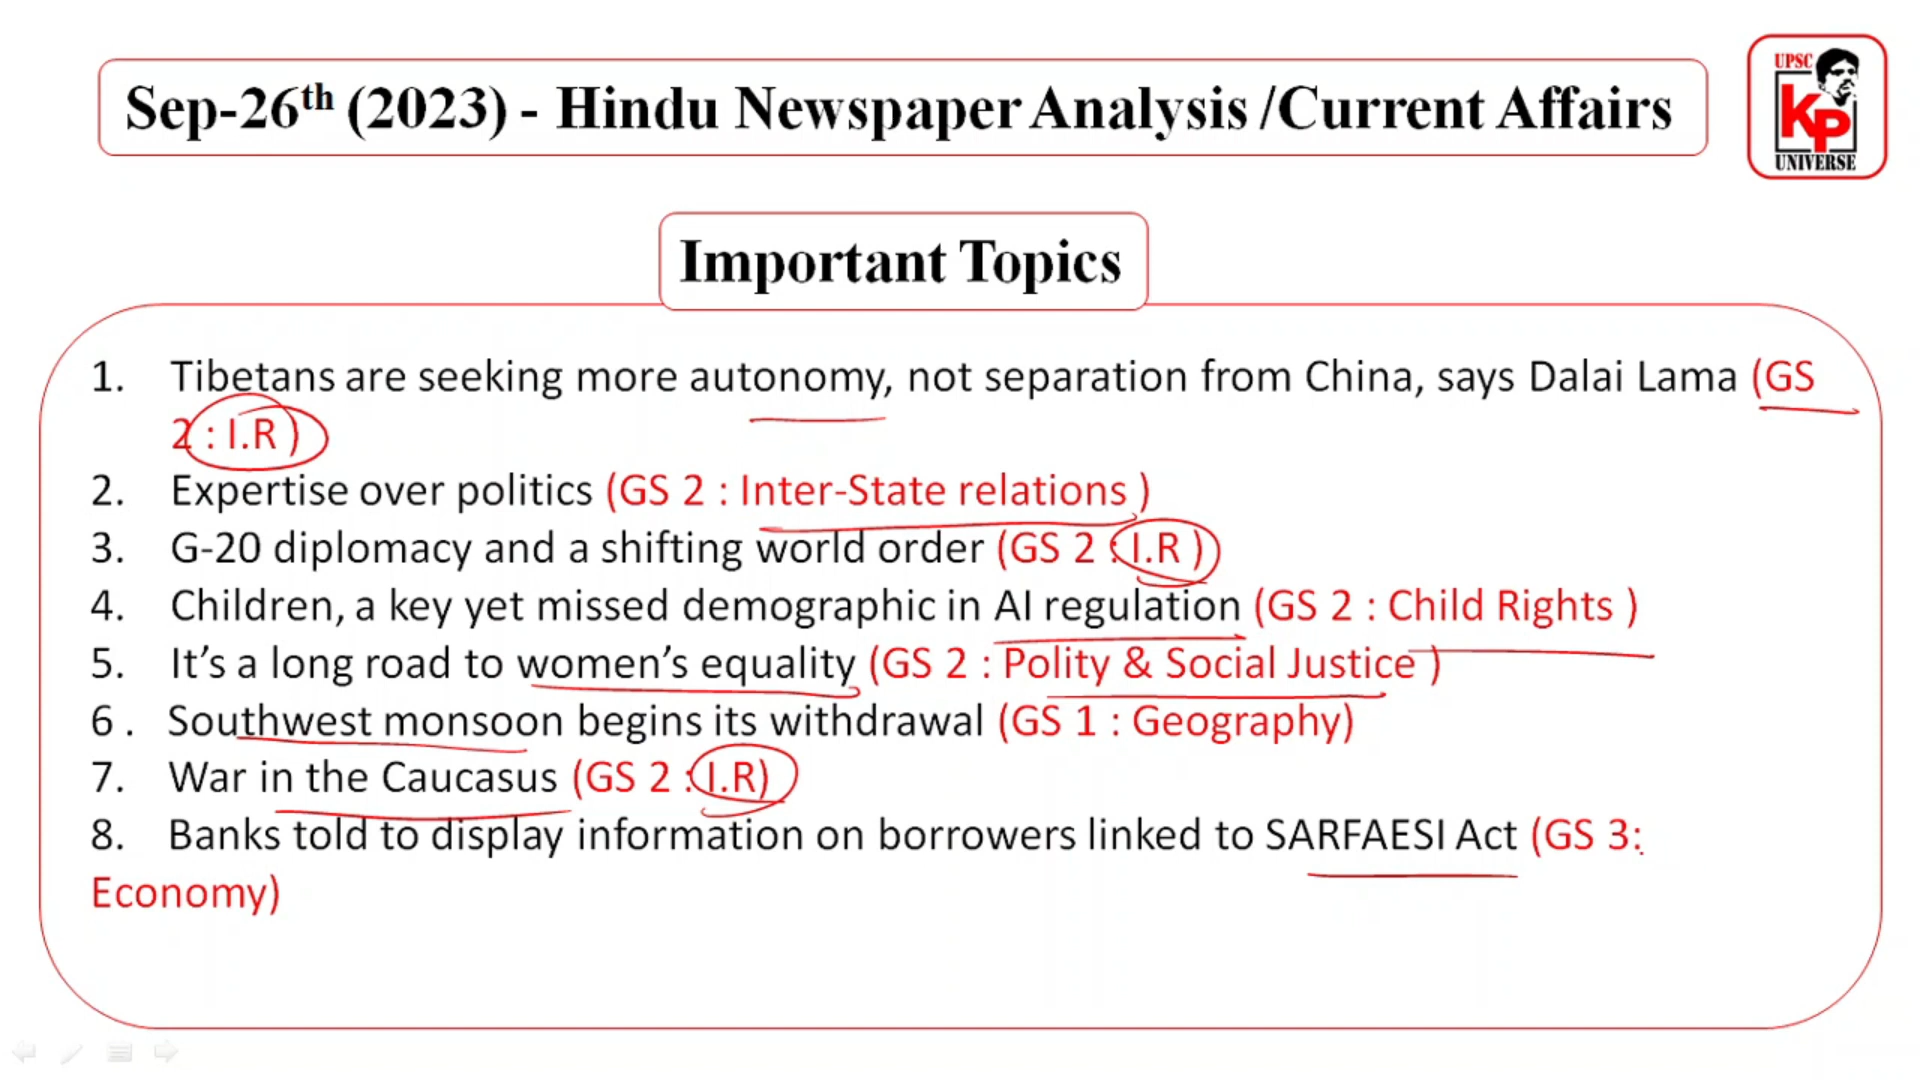 Sep-26th (2023) - Hindu Newspaper Analysis /Current Affairs
UPSC
KP
UNIVERSE
Important Topics
1. Tibetans are seeking more autonomy, not separation from China, says Dalai Lama (GS
2 : I.R )
2. Expertise over politics (GS 2 : Inter-State relations )
3. G-20 diplomacy and a shifting world order (GS 2 : I.R )
4. Children, a key yet missed demographic in AI regulation (GS 2 : Child Rights )
5. It’s a long road to women’s equality (GS 2 : Polity & Social Justice )
6 . Southwest monsoon begins its withdrawal (GS 1 : Geography)
7. War in the Caucasus (GS 2 : I.R)
8. Banks told to display information on borrowers linked to SARFAESI Act (GS 3:
Economy)